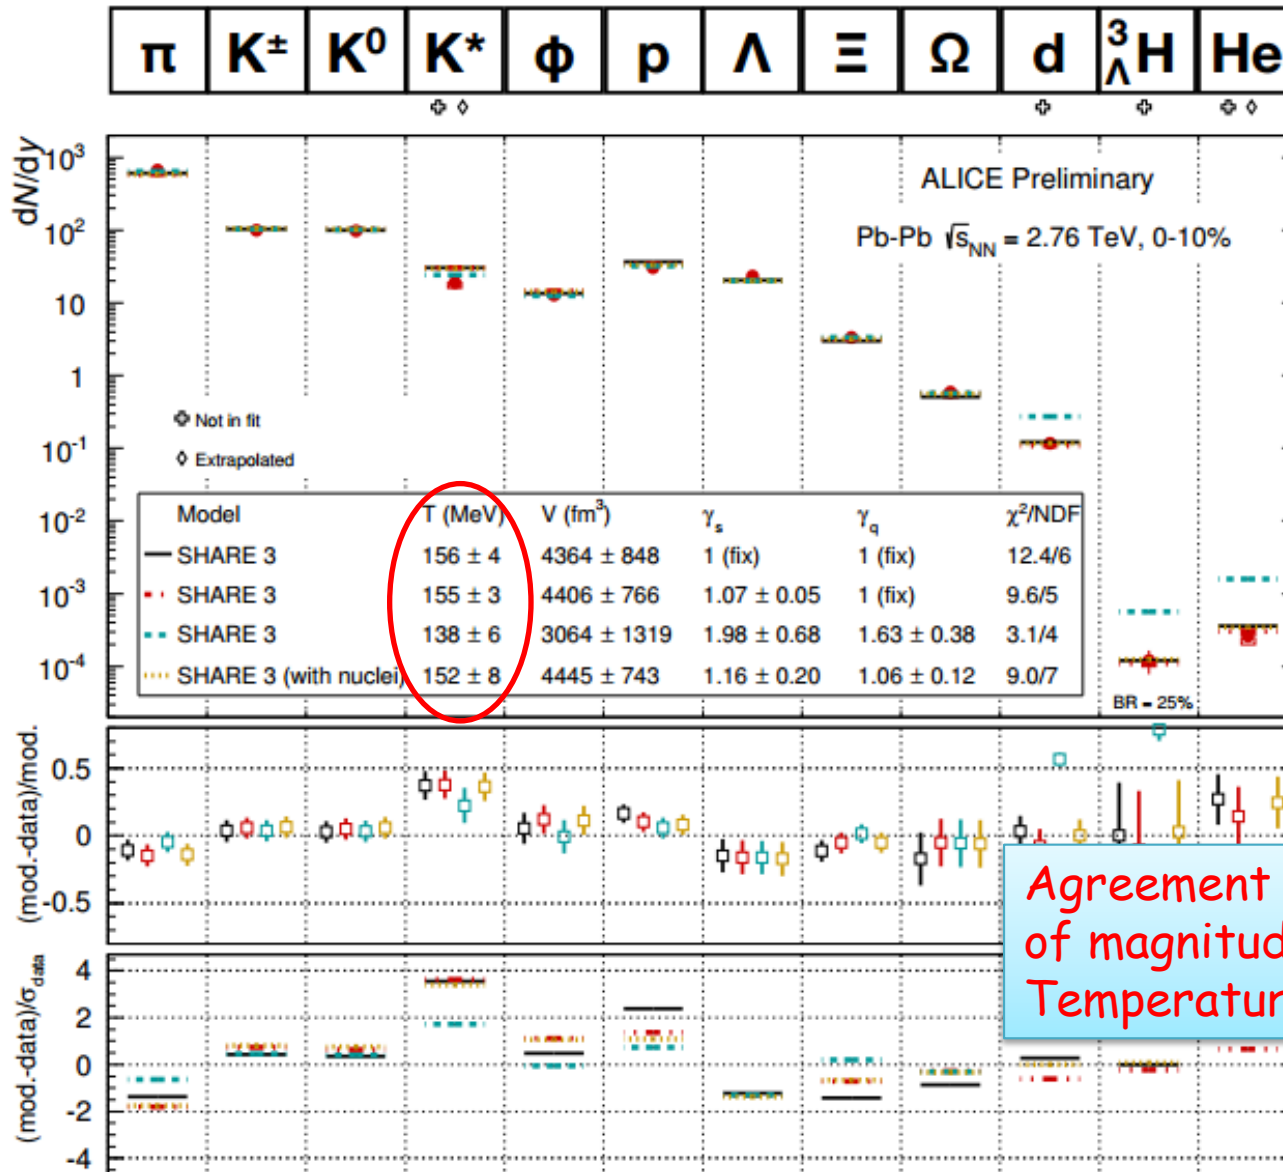 π K± K⁰ K* ϕ p Λ Ξ Ω d ³ΛH He
dN/dy
10³
ALICE Preliminary
10²
Pb-Pb √sNN = 2.76 TeV, 0-10%
10
1
Not in fit
10⁻¹
Extrapolated
10⁻²
Model T (MeV) V (fm³) γs γq χ²/NDF
SHARE 3 156 ± 4 4364 ± 848 1 (fix) 1 (fix) 12.4/6
10⁻³
SHARE 3 155 ± 3 4406 ± 766 1.07 ± 0.05 1 (fix) 9.6/5
SHARE 3 138 ± 6 3064 ± 1319 1.98 ± 0.68 1.63 ± 0.38 3.1/4
10⁻⁴
SHARE 3 (with nuclei) 152 ± 8 4445 ± 743 1.16 ± 0.20 1.06 ± 0.12 9.0/7
BR = 25%
(mod.-data)/mod.
0.5
0
-0.5
Agreement
of magnitud
Temperatur
(mod.-data)/σdata
4
2
0
-2
-4